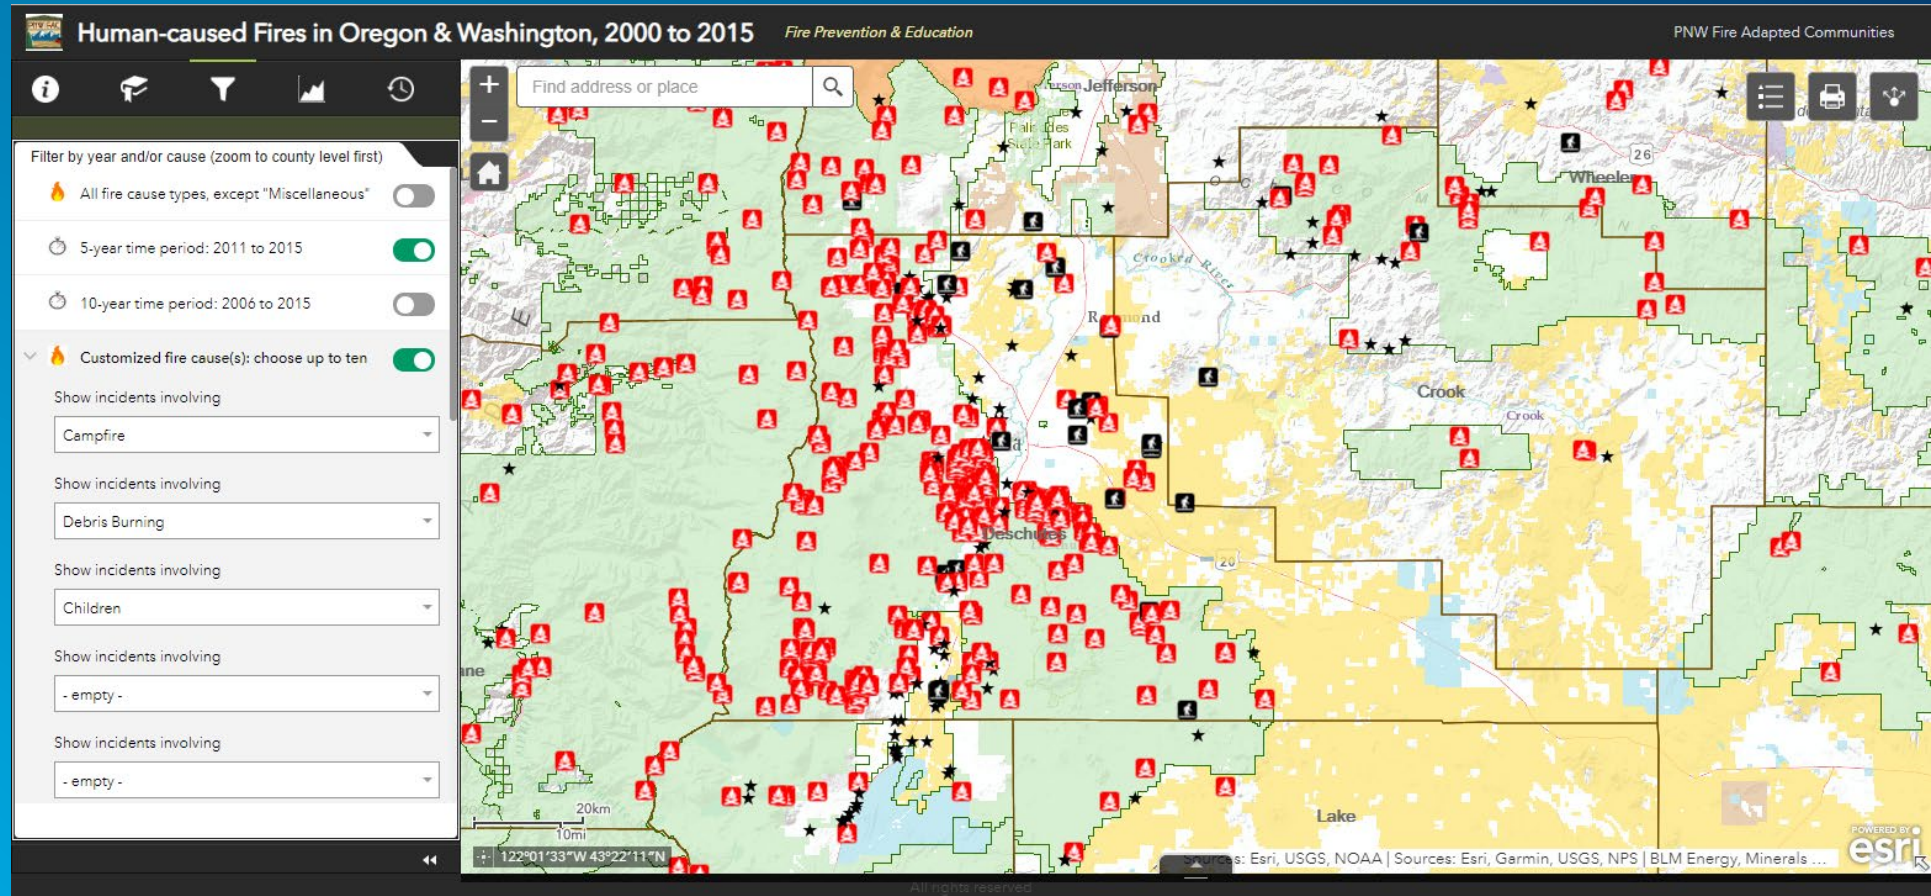 Human-caused Fires in Oregon & Washington, 2000 to 2015
Fire Prevention & Education
PNW Fire Adapted Communities
Find address or place
Filter by year and/or cause (zoom to county level first)
All fire cause types, except "Miscellaneous"
5-year time period: 2011 to 2015
10-year time period: 2006 to 2015
Customized fire cause(s): choose up to ten
Show incidents involving
Campfire
Show incidents involving
Debris Burning
Show incidents involving
Children
Show incidents involving
- empty -
Show incidents involving
- empty -
Jefferson
State Park
26
Wheeler
Crooked River
Crook
Crook
Deschutes
20
Lake
20km
10mi
122°01'33"W 43°22'11"N
Esri, USGS, NOAA | Sources: Esri, Garmin, USGS, NPS | BLM Energy, Minerals ...
POWERED BY
esri
All rights reserved